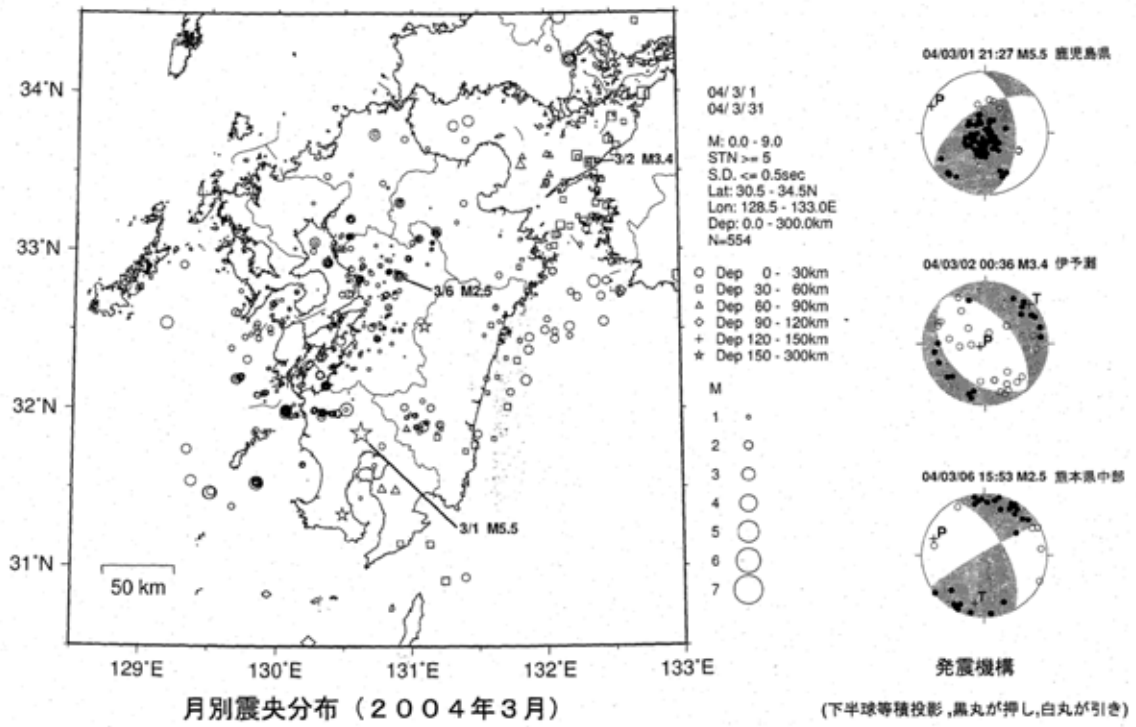 34°N
33°N
32°N
31°N
129°E
130°E
131°E
132°E
133°E
50 km
3/2 M3.4
3/6 M2.5
3/1 M5.5
月別震央分布（２００４年３月）
04/ 3/ 1
04/ 3/ 31
M: 0.0 - 9.0
STN >= 5
S.D. <= 0.5sec
Lat: 30.5 - 34.5N
Lon: 128.5 - 133.0E
Dep: 0.0 - 300.0km
N=554
Dep 0 - 30km
Dep 30 - 60km
Dep 60 - 90km
Dep 90 - 120km
Dep 120 - 150km
Dep 150 - 300km
M
1
2
3
4
5
6
7
04/03/01 21:27 M5.5 鹿児島県
P
04/03/02 00:36 M3.4 伊予灘
T
P
04/03/06 15:53 M2.5 熊本県中部
P
T
発震機構
(下半球等積投影,黒丸が押し,白丸が引き)